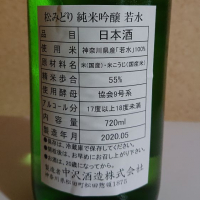 松みどり 純米吟醸 若水
品目 日本酒
使用米 神奈川県産「若水」100%
原材料名 米(国産)・米こうじ(国産米)
精米歩合 55%
使用酵母 協会9号系
アルコール分 17度以上18度未満
内容量 720ml
製造年月 2020.05
中沢酒造株式会社